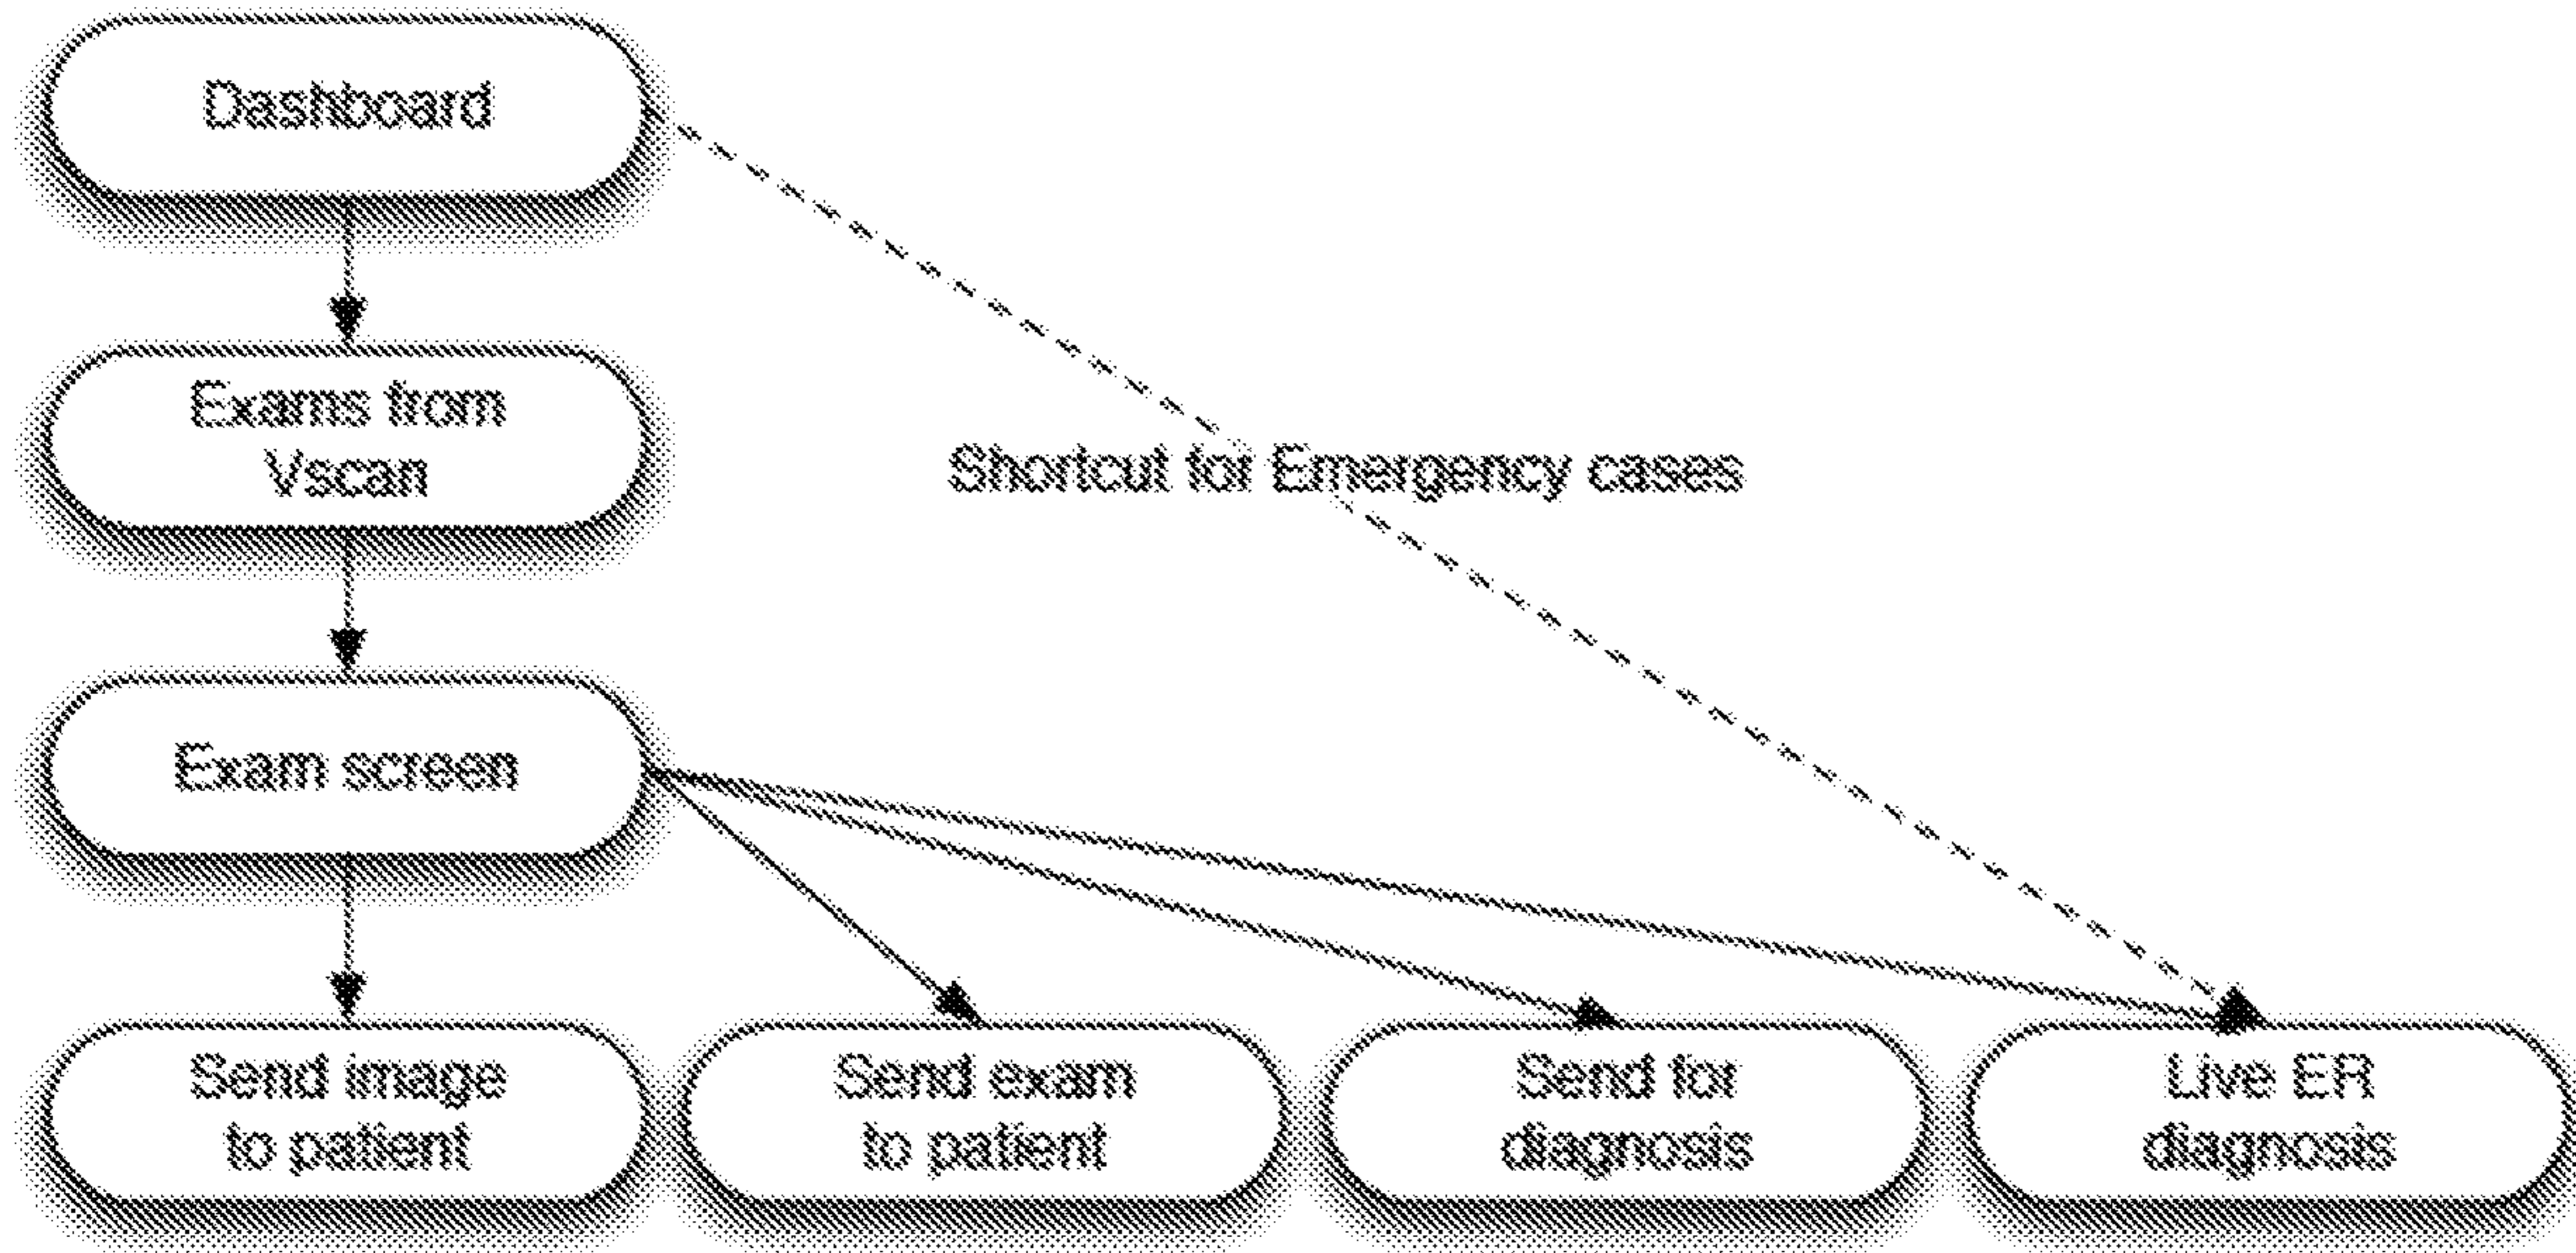 Dashboard
Exams from
Vscan
Shortcut for Emergency cases
Exam screen
Send image
to patient
Send exam
to patient
Send for
diagnosis
Live ER
diagnosis